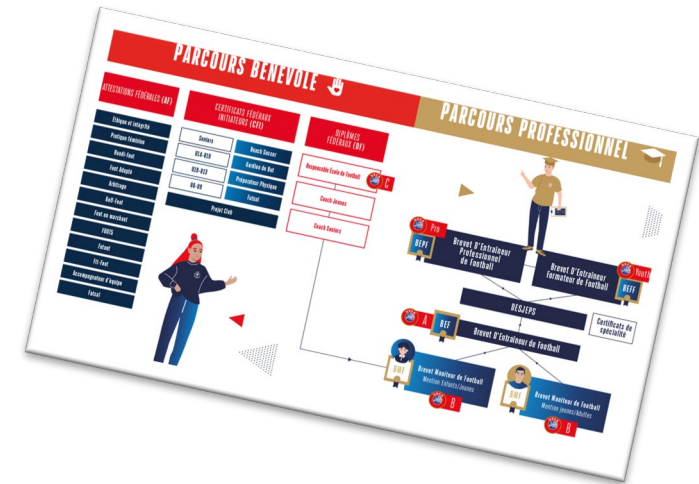 PARCOURS BÉNÉVOLE
PARCOURS PROFESSIONNEL
ATTESTATIONS FÉDÉRALES (AF)
Ethique et intégrité
Pratique féminine
Handi-Foot
Foot Adapté
Arbitrage
Golf-Foot
Foot en marchant
Futnet
Fit-Foot
Accompagnateur d'équipe
Futsal
CERTIFICATS FÉDÉRAUX
INITIATEURS (CFI)
Seniors
U14-U19
U10-U13
U6-U9
Beach Soccer
Gardien de But
Préparateur Physique
Futsal
Projet Club
DIPLÔMES
FÉDÉRAUX (DF)
Responsable École de Football
C
Coach Jeunes
Coach Seniors
Pro
BEPF
Brevet D'Entraîneur
Professionnel
de Football
Brevet D'Entraîneur
Formateur de Football
Youth
BEFF
DESJEPS
Certificats de
spécialité
A
BEF
Brevet D'Entraîneur de Football
BMF
Brevet Moniteur de Football
Mention Enfants/Jeunes
B
BMF
Brevet Moniteur de Football
Mention jeunes/Adultes
B